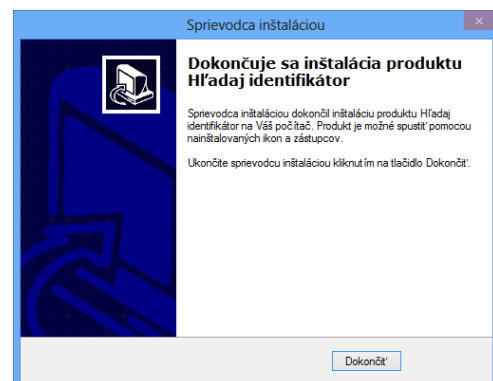 Sprievodca inštaláciou
Dokončuje sa inštalácia produktu
Hľadaj identifikátor
Sprievodca inštaláciou dokončil inštaláciu produktu Hľadaj
identifikátor na Váš počítač. Produkt je možné spustiť pomocou
nainštalovaných ikon a zástupcov.
Ukončite sprievodcu inštaláciou kliknutím na tlačidlo Dokončiť.
Dokončiť